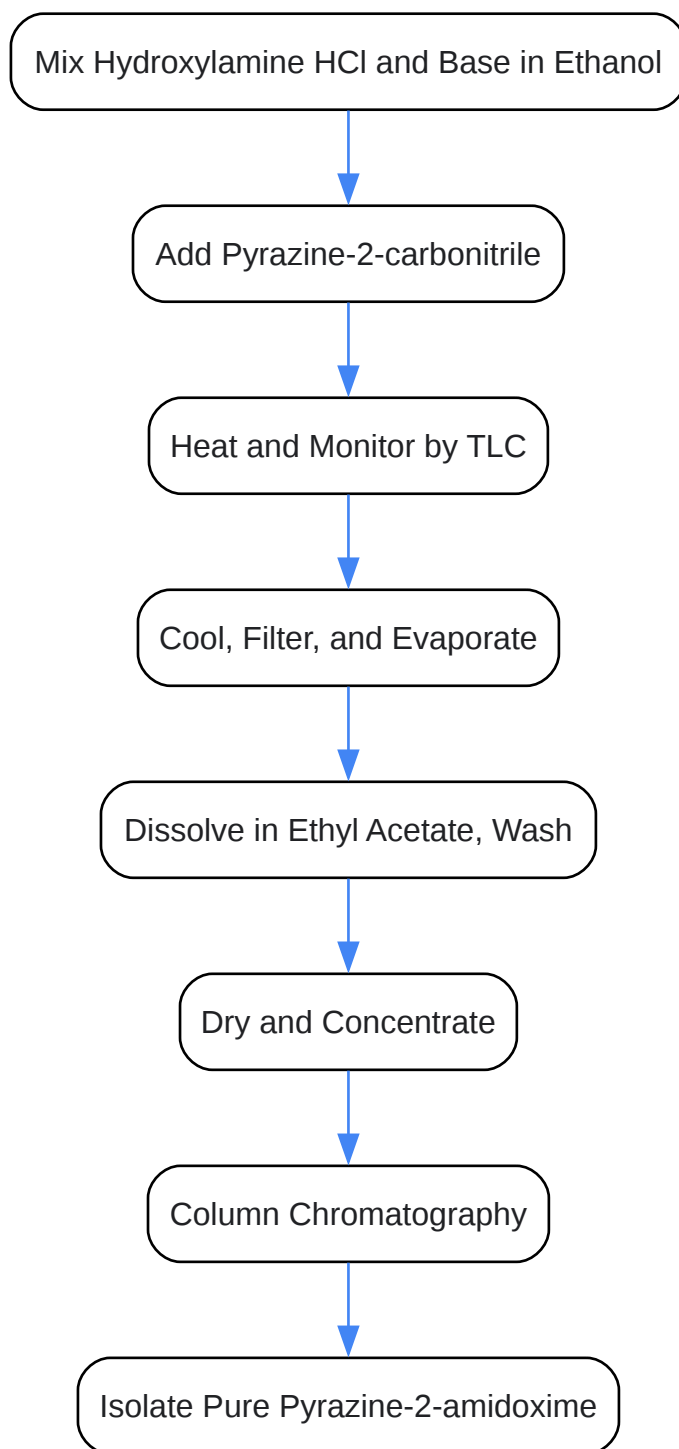 Mix Hydroxylamine HCl and Base in Ethanol
Add Pyrazine-2-carbonitrile
Heat and Monitor by TLC
Cool, Filter, and Evaporate
Dissolve in Ethyl Acetate, Wash
Dry and Concentrate
Column Chromatography
Isolate Pure Pyrazine-2-amidoxime